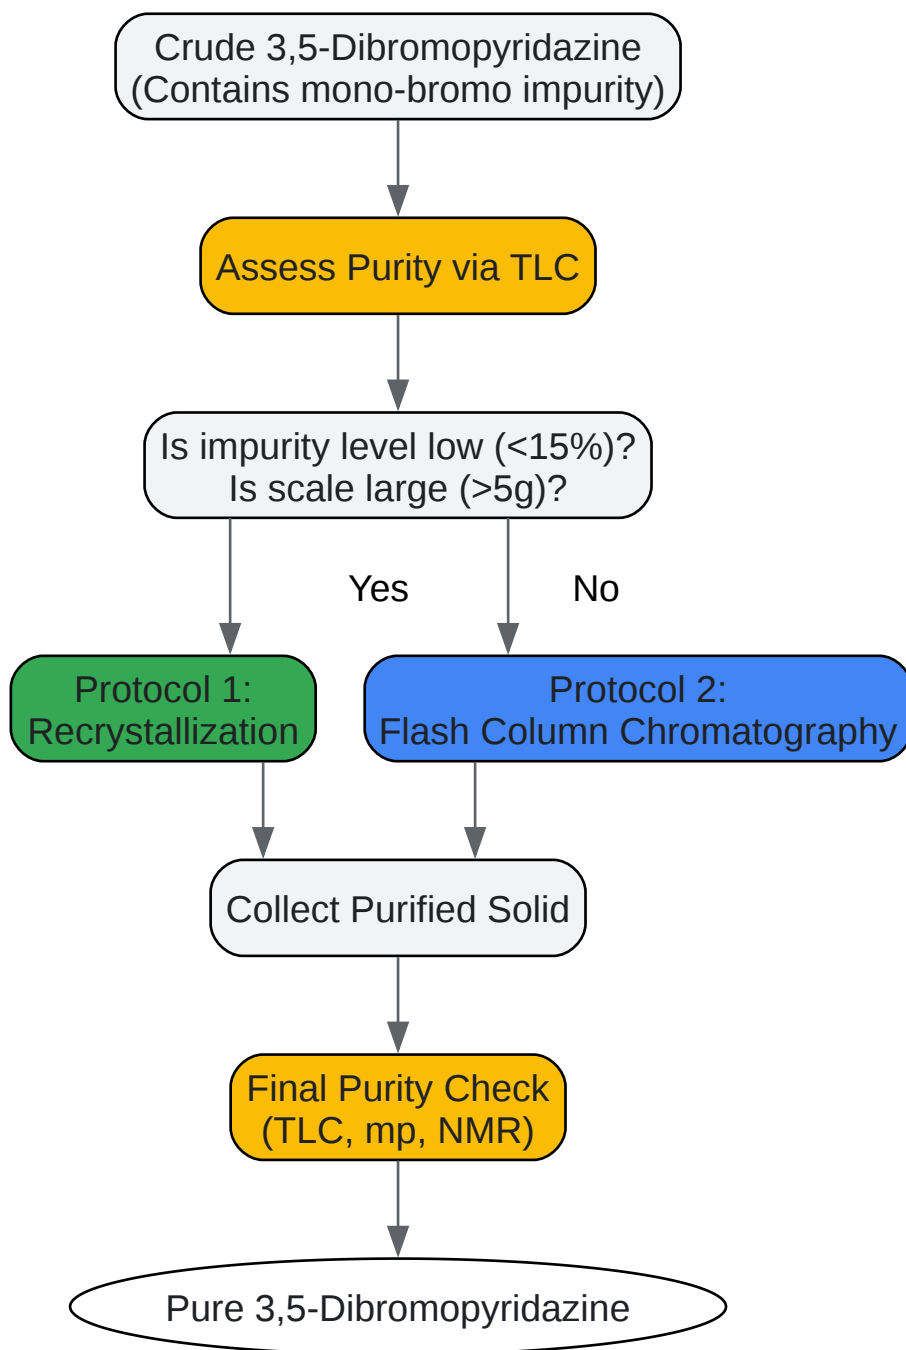 Crude 3,5-Dibromopyridazine
(Contains mono-bromo impurity)
Assess Purity via TLC
Is impurity level low (<15%)?
Is scale large (>5g)?
Yes
No
Protocol 1:
Recrystallization
Protocol 2:
Flash Column Chromatography
Collect Purified Solid
Final Purity Check
(TLC, mp, NMR)
Pure 3,5-Dibromopyridazine